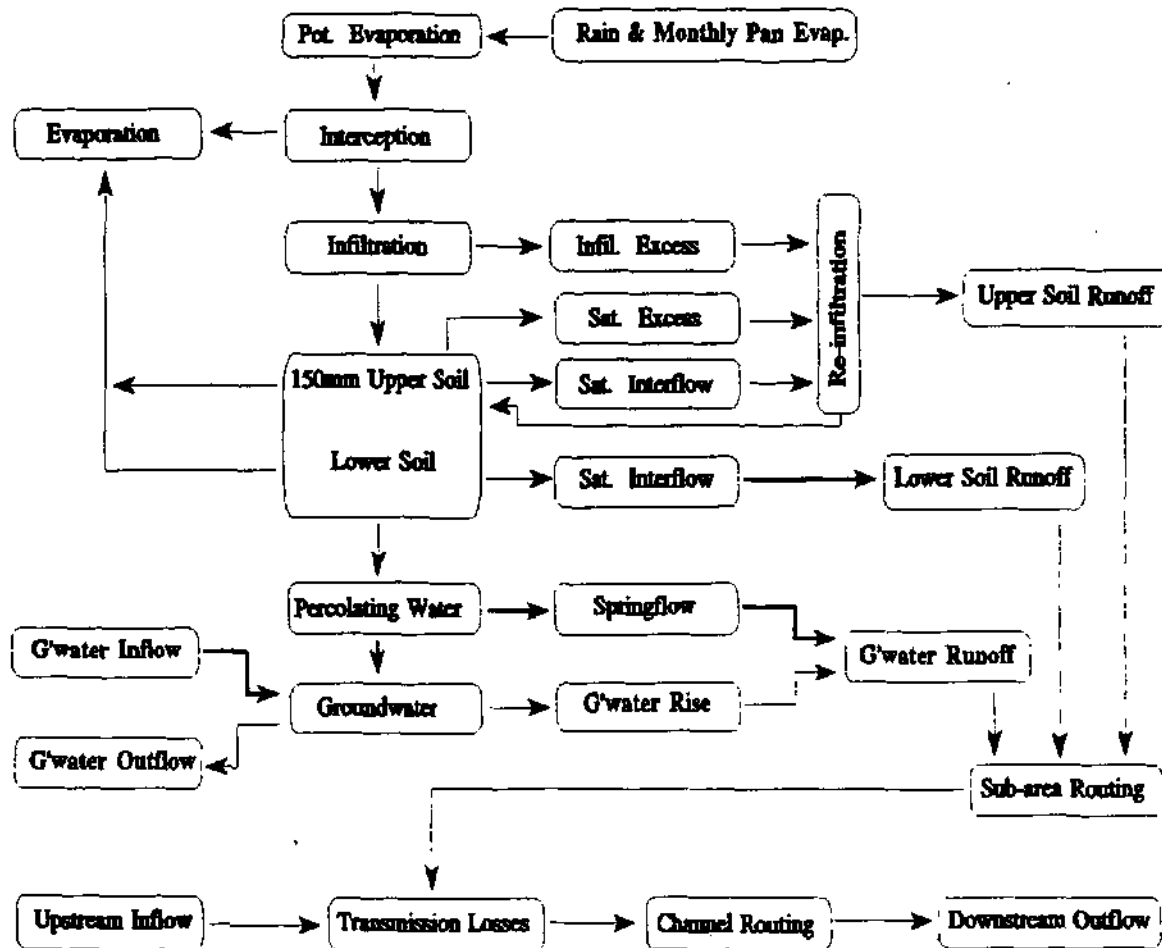 Pot. Evaporation
Rain & Monthly Pan Evap.
Evaporation
Interception
Infiltration
Infil. Excess
Re-infiltration
Upper Soil Runoff
Sat. Excess
150mm Upper Soil
Sat. Interflow
Lower Soil
Sat. Interflow
Lower Soil Runoff
Percolating Water
Springflow
G'water Inflow
G'water Runoff
Groundwater
G'water Rise
G'water Outflow
Sub-area Routing
Upstream Inflow
Transmission Losses
Channel Routing
Downstream Outflow